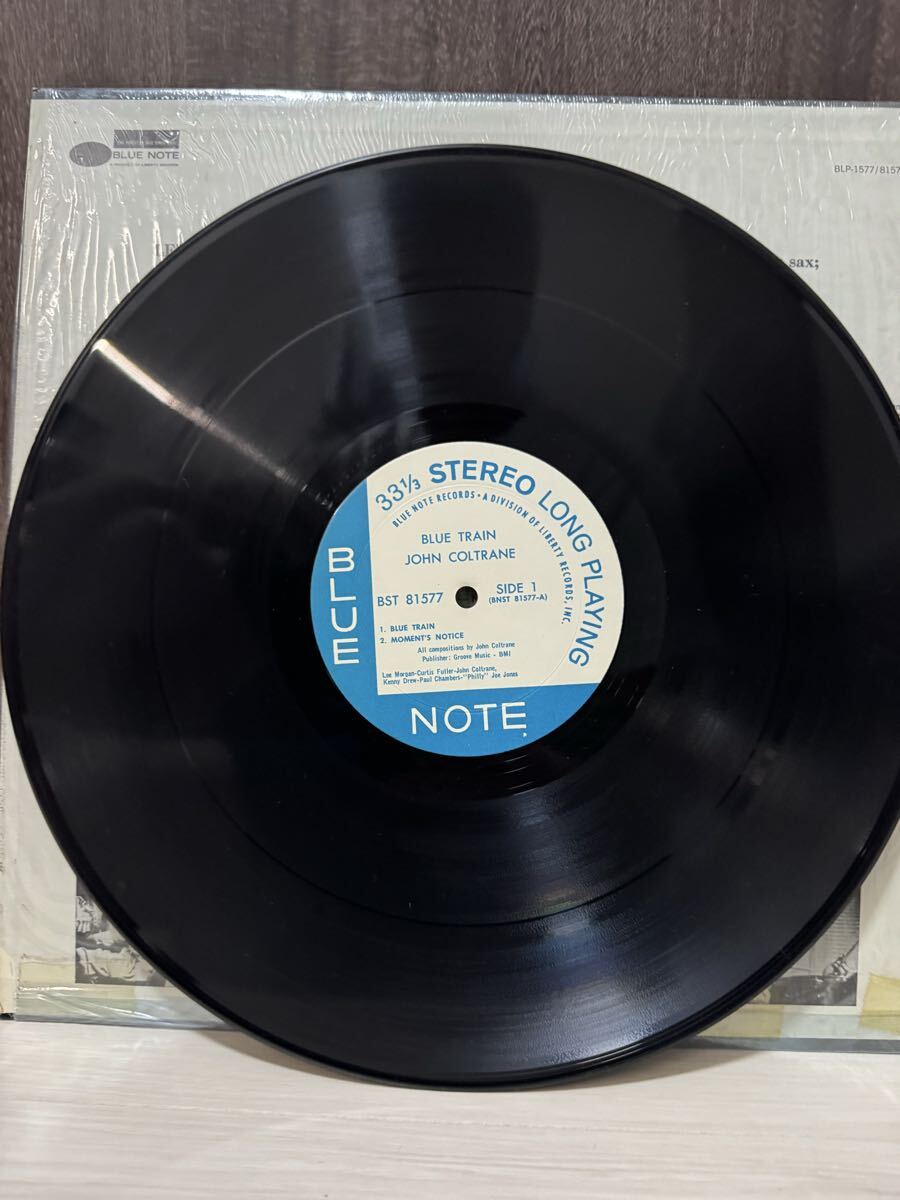 BLUE NOTE
BLP-1577/8157
sax;
33⅓ STEREO LONG PLAYING
BLUE NOTE RECORDS • A DIVISION OF LIBERTY RECORDS, INC.
BLUE TRAIN
JOHN COLTRANE
BST 81577
SIDE 1
(BNST 81577-A)
1. BLUE TRAIN
2. MOMENT'S NOTICE
All compositions by John Coltrane
Publisher: Groove Music - BMI
Lee Morgan-Curtis Fuller-John Coltrane,
Kenny Drew-Paul Chambers-"Philly" Joe Jones
BLUE
NOTE